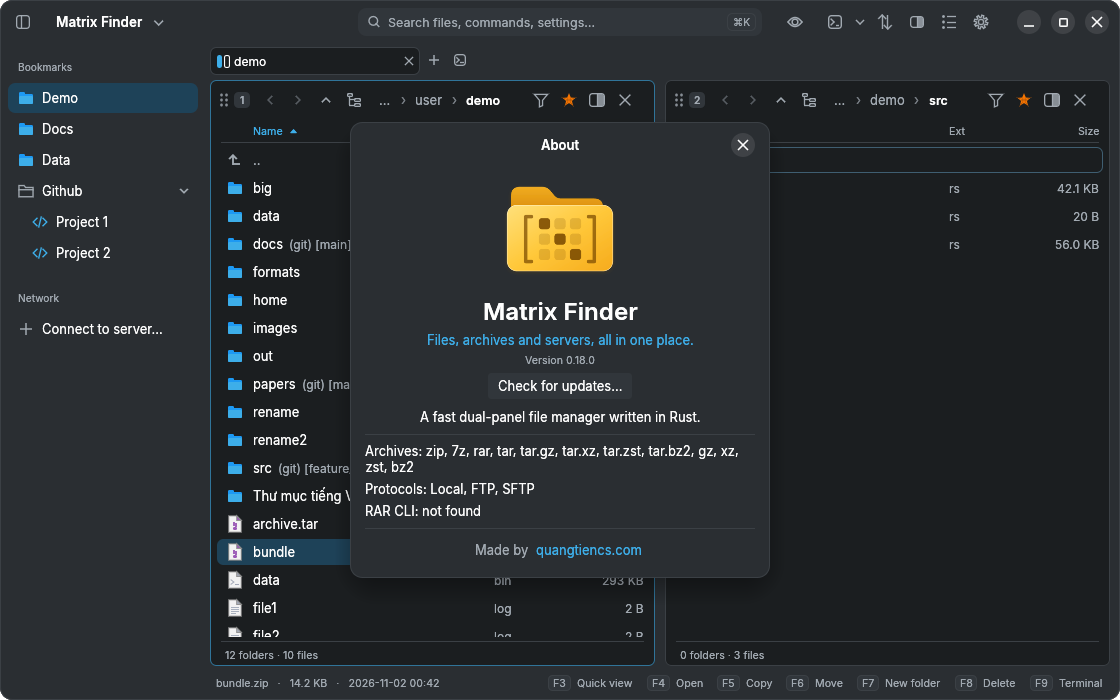 Matrix Finder
Search files, commands, settings...
⌘K
Bookmarks
Demo
Docs
Data
Github
Project 1
Project 2
Network
Connect to server...
demo
1
... › user › demo
Name
..
big
data
docs (git) [main]
formats
home
images
out
papers (git) [ma
rename
rename2
src (git) [feature
Thư mục tiếng V
archive.tar
bundle
data bin 293 KB
file1 log 2 B
file2 log 2 B
12 folders · 10 files
2
... › demo › src
Ext Size
rs 42.1 KB
rs 20 B
rs 56.0 KB
0 folders · 3 files
About
Matrix Finder
Files, archives and servers, all in one place.
Version 0.18.0
Check for updates...
A fast dual-panel file manager written in Rust.
Archives: zip, 7z, rar, tar, tar.gz, tar.xz, tar.zst, tar.bz2, gz, xz,
zst, bz2
Protocols: Local, FTP, SFTP
RAR CLI: not found
Made by quangtiencs.com
bundle.zip · 14.2 KB · 2026-11-02 00:42
F3 Quick view F4 Open F5 Copy F6 Move F7 New folder F8 Delete F9 Terminal